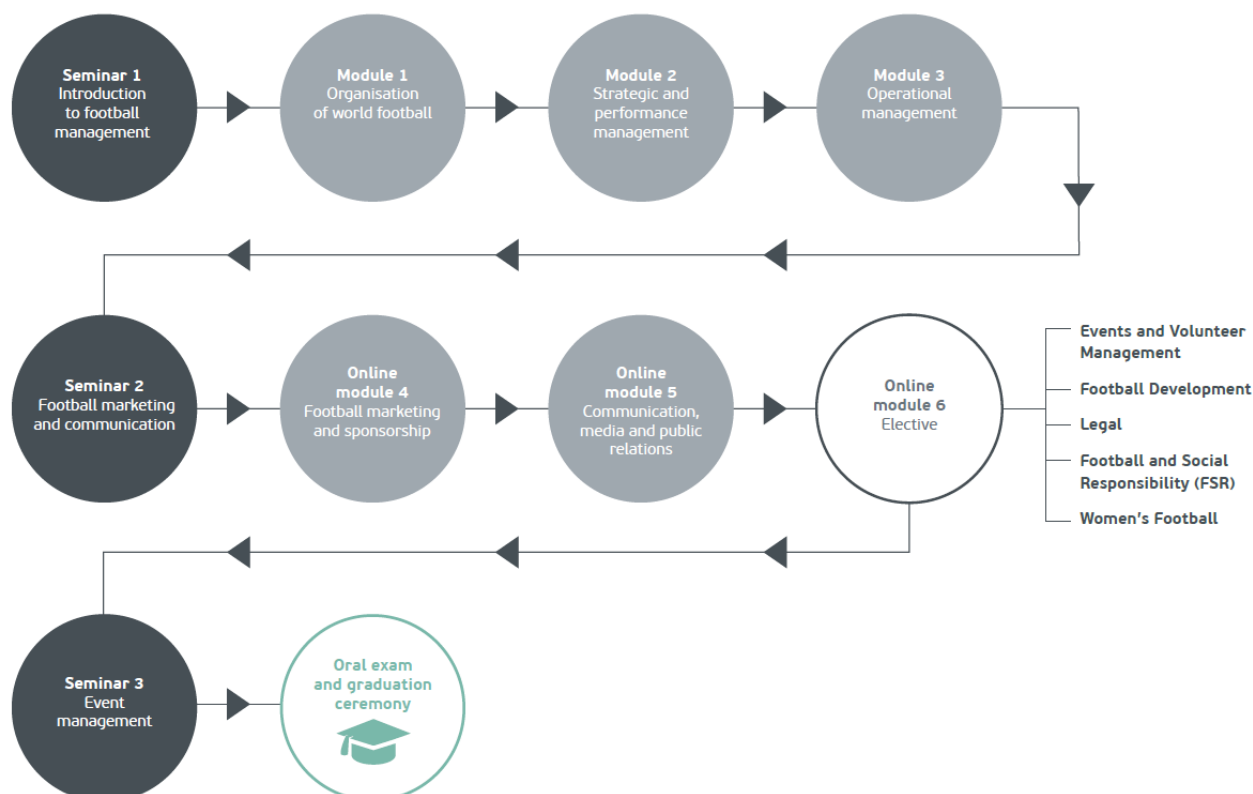 Seminar 1
Introduction
to football
management
Module 1
Organisation
of world football
Module 2
Strategic and
performance
management
Module 3
Operational
management
Seminar 2
Football marketing
and communication
Online
module 4
Football marketing
and sponsorship
Online
module 5
Communication,
media and public
relations
Online
module 6
Elective
Events and Volunteer
Management
Football Development
Legal
Football and Social
Responsibility (FSR)
Women's Football
Seminar 3
Event
management
Oral exam
and graduation
ceremony